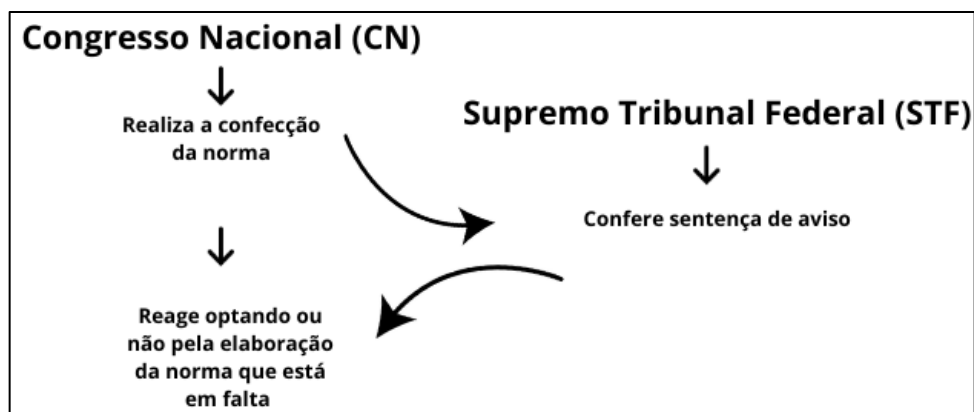 Congresso Nacional (CN)
Realiza a confecção
da norma
Supremo Tribunal Federal (STF)
Confere sentença de aviso
Reage optando ou
não pela elaboração
da norma que está
em falta